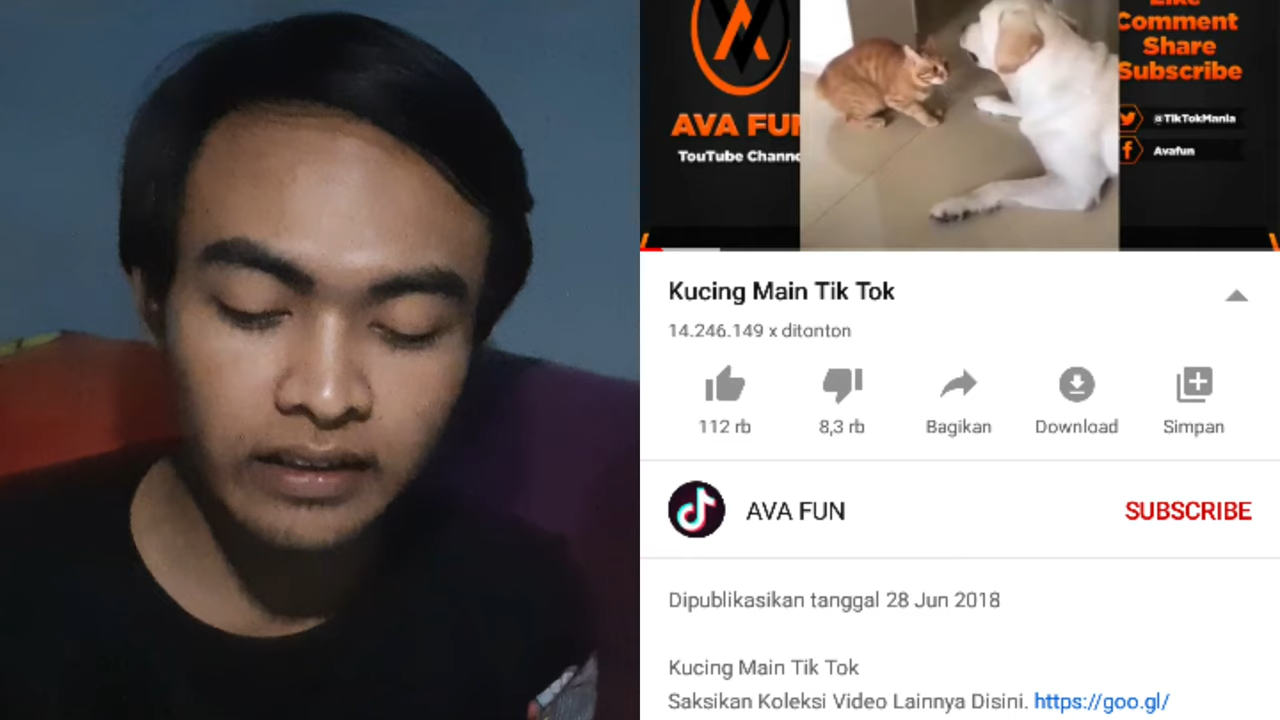 Like
Comment
Share
Subscribe
AVA FUN
TouTube Channe
@TikTokMania
Avafun
Kucing Main Tik Tok
14.246.149 x ditonton
112 rb
8,3 rb
Bagikan
Download
Simpan
AVA FUN
SUBSCRIBE
Dipublikasikan tanggal 28 Jun 2018
Kucing Main Tik Tok
Saksikan Koleksi Video Lainnya Disini. https://goo.gl/